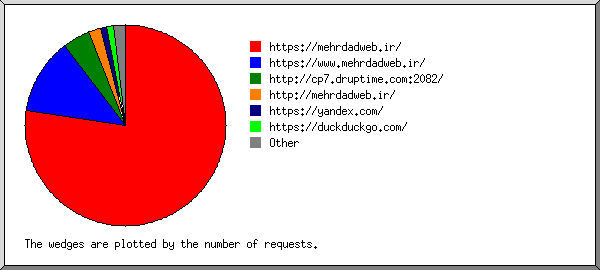 https://mehrdadweb.ir/
https://www.mehrdadweb.ir/
http://cp7.druptime.com:2082/
http://mehrdadweb.ir/
https://yandex.com/
https://duckduckgo.com/
Other
The wedges are plotted by the number of requests.